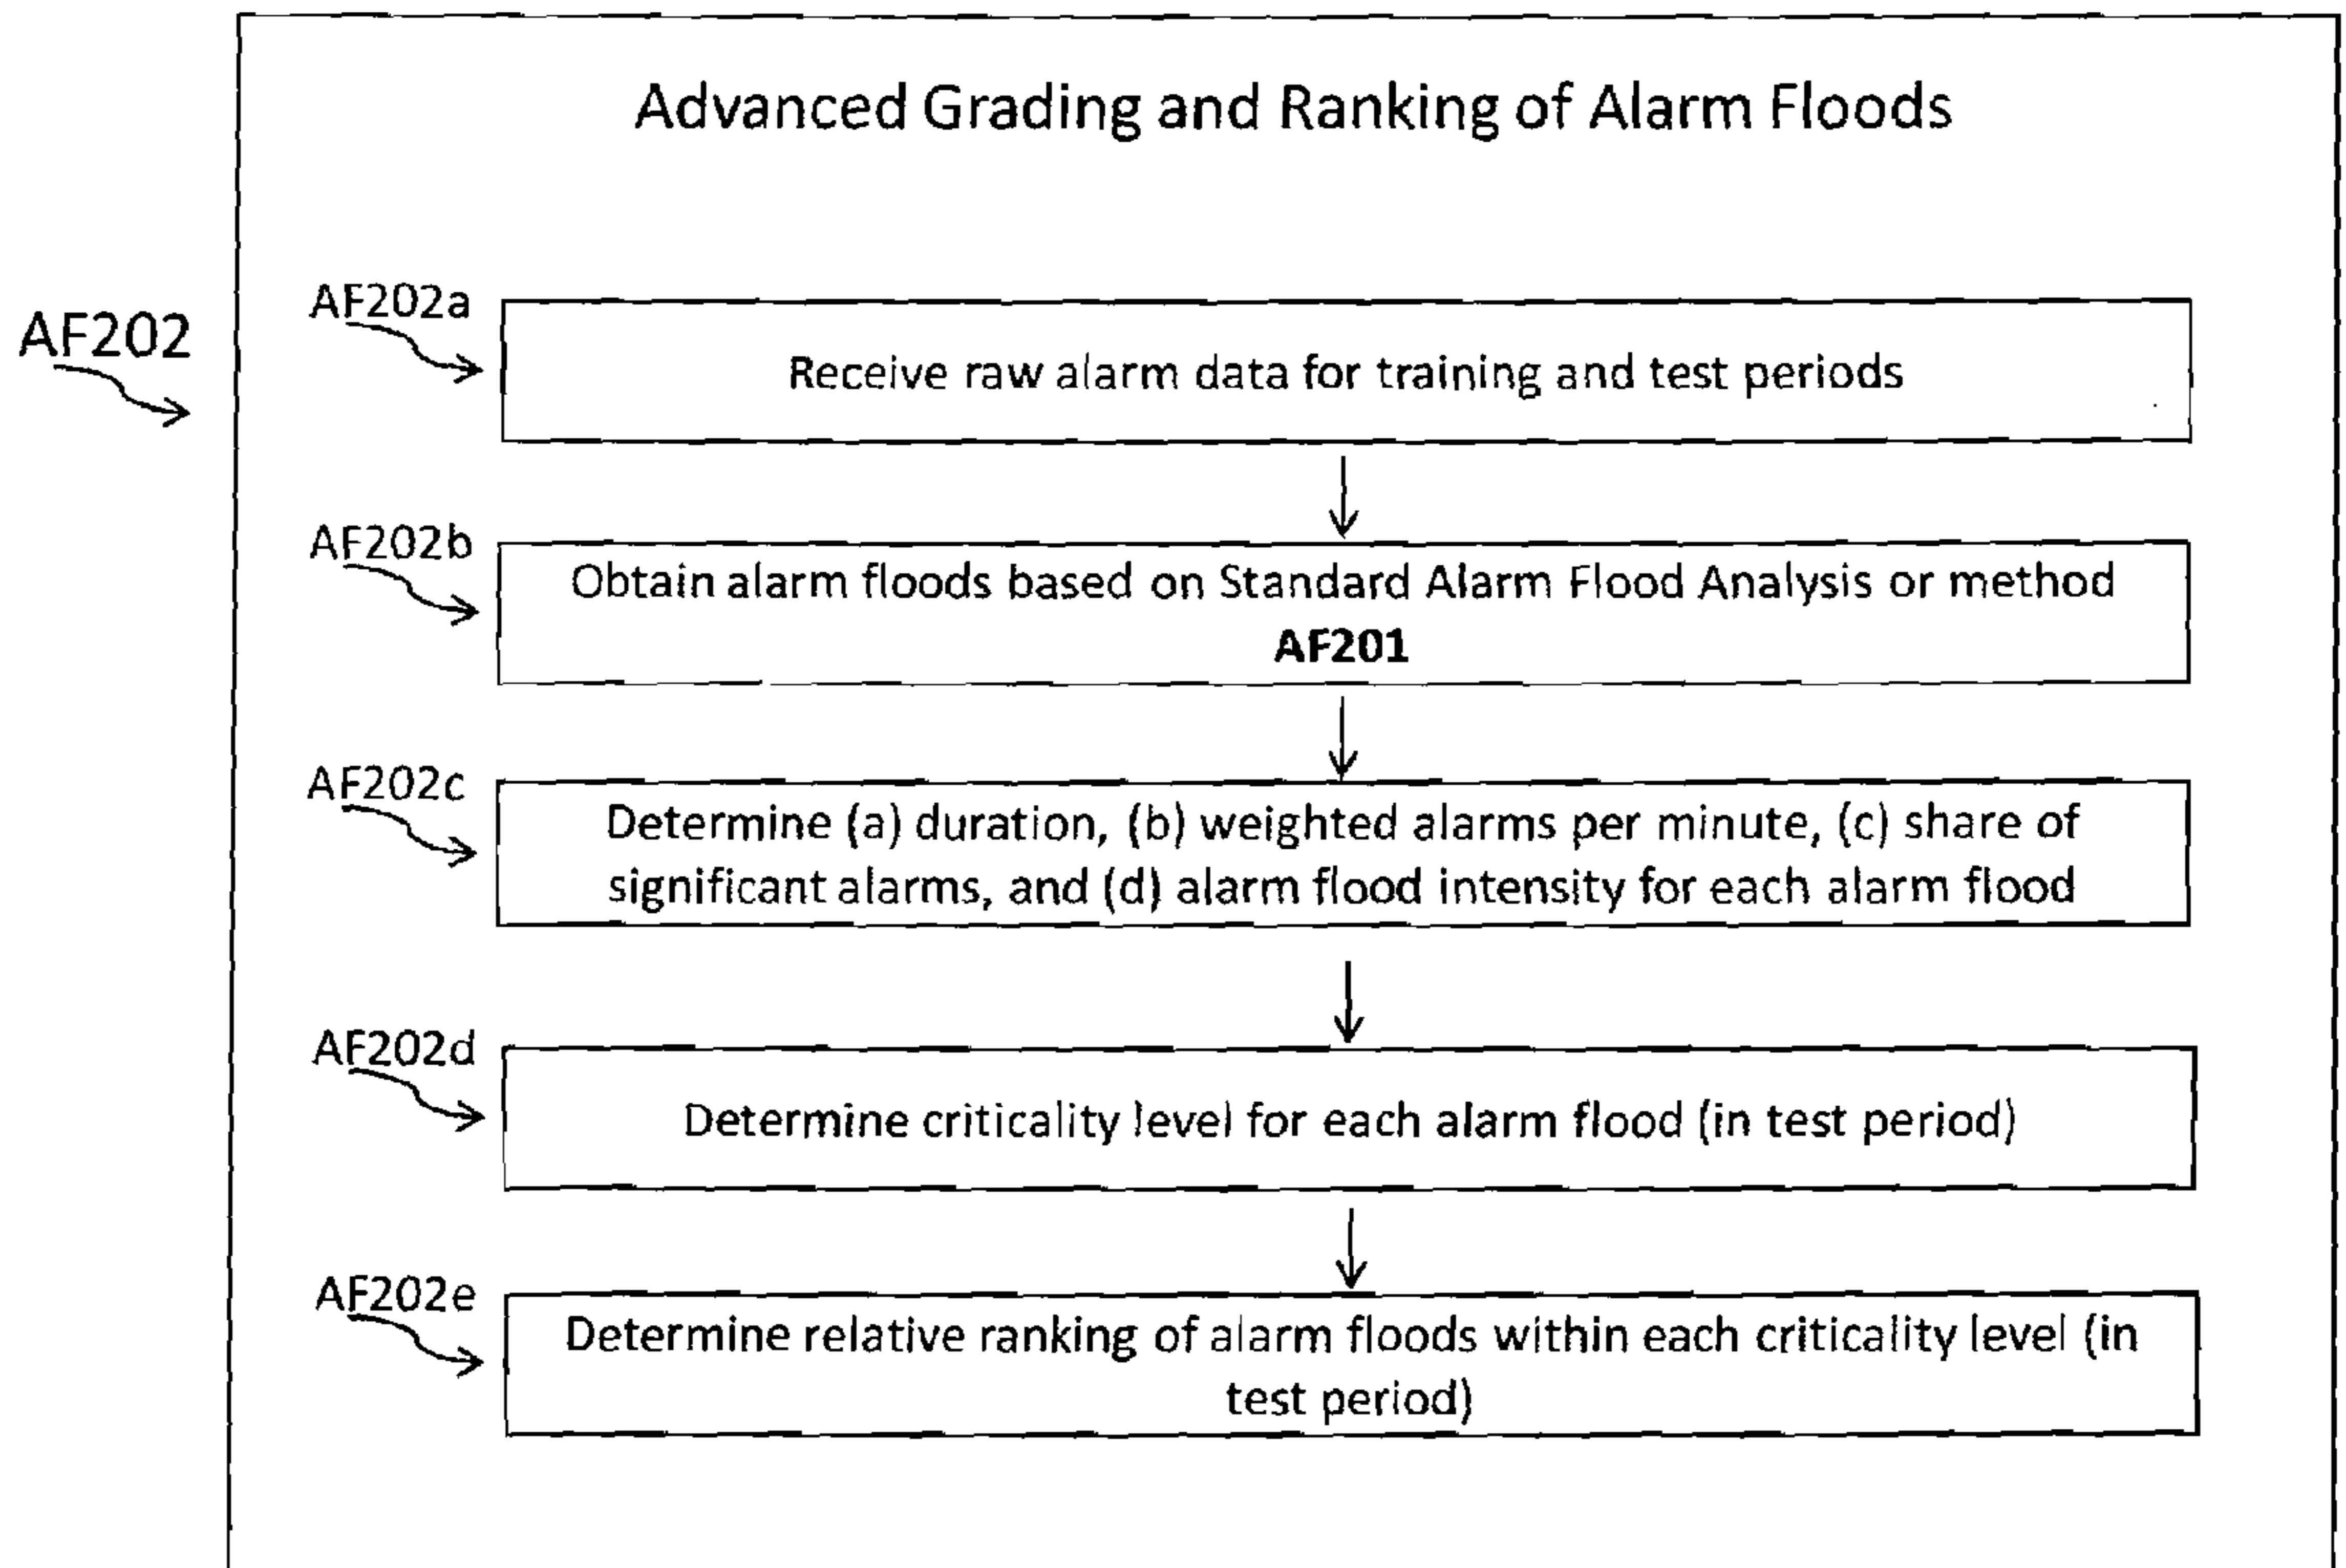 Advanced Grading and Ranking of Alarm Floods
AF202
AF202a
Receive raw alarm data for training and test periods
AF202b
Obtain alarm floods based on Standard Alarm Flood Analysis or method
AF201
AF202c
Determine (a) duration, (b) weighted alarms per minute, (c) share of
significant alarms, and (d) alarm flood intensity for each alarm flood
AF202d
Determine criticality level for each alarm flood (in test period)
AF202e
Determine relative ranking of alarm floods within each criticality level (in
test period)